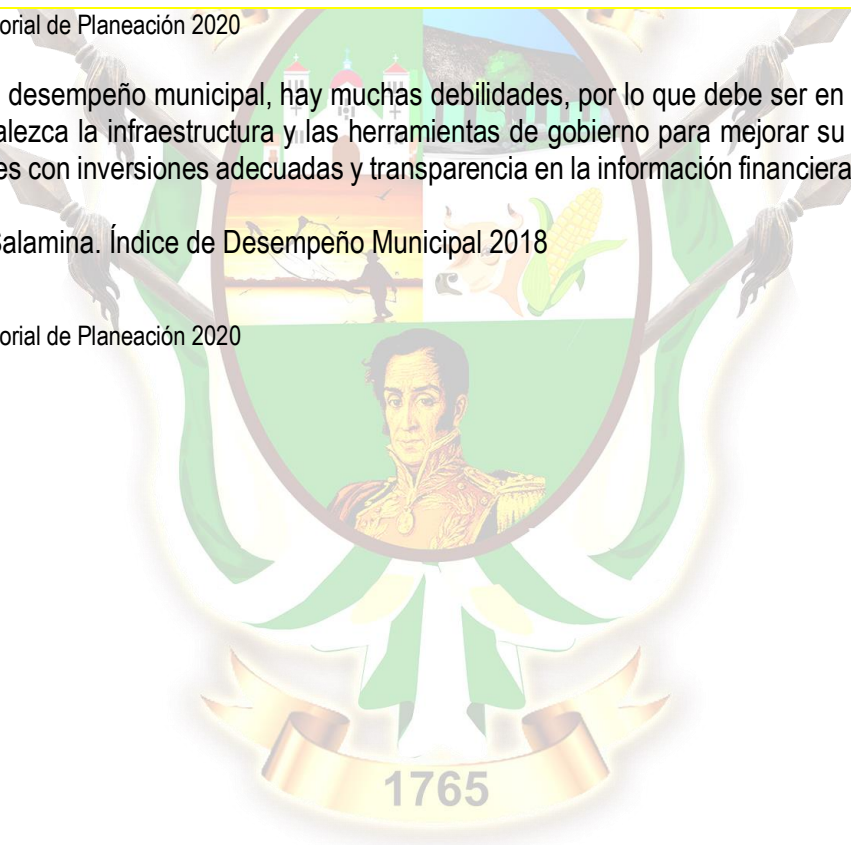 orial de Planeación 2020
desempeño municipal, hay muchas debilidades, por lo que debe ser en
alezca la infraestructura y las herramientas de gobierno para mejorar su
es con inversiones adecuadas y transparencia en la información financiera
Salamina. Índice de Desempeño Municipal 2018
orial de Planeación 2020
1765